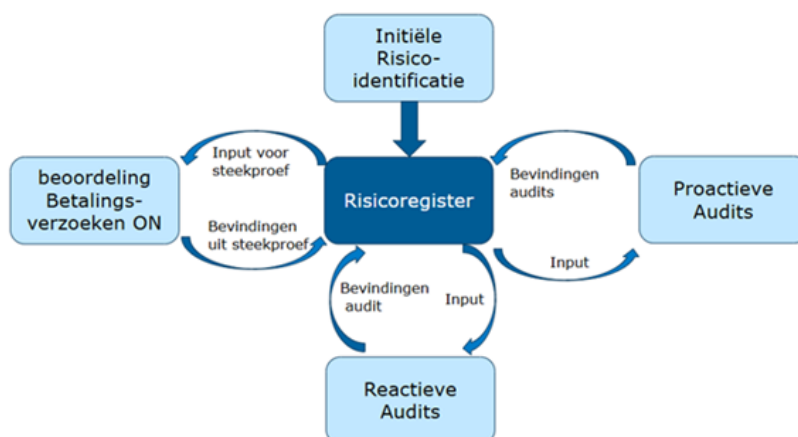 Initiële
Risico-
identificatie
Input voor
steekproef
beoordeling
Betalings-
verzoeken ON
Bevindingen
uit steekproef
Risicoregister
Bevindingen
audits
Proactieve
Audits
Input
Bevindingen
audit
Input
Reactieve
Audits